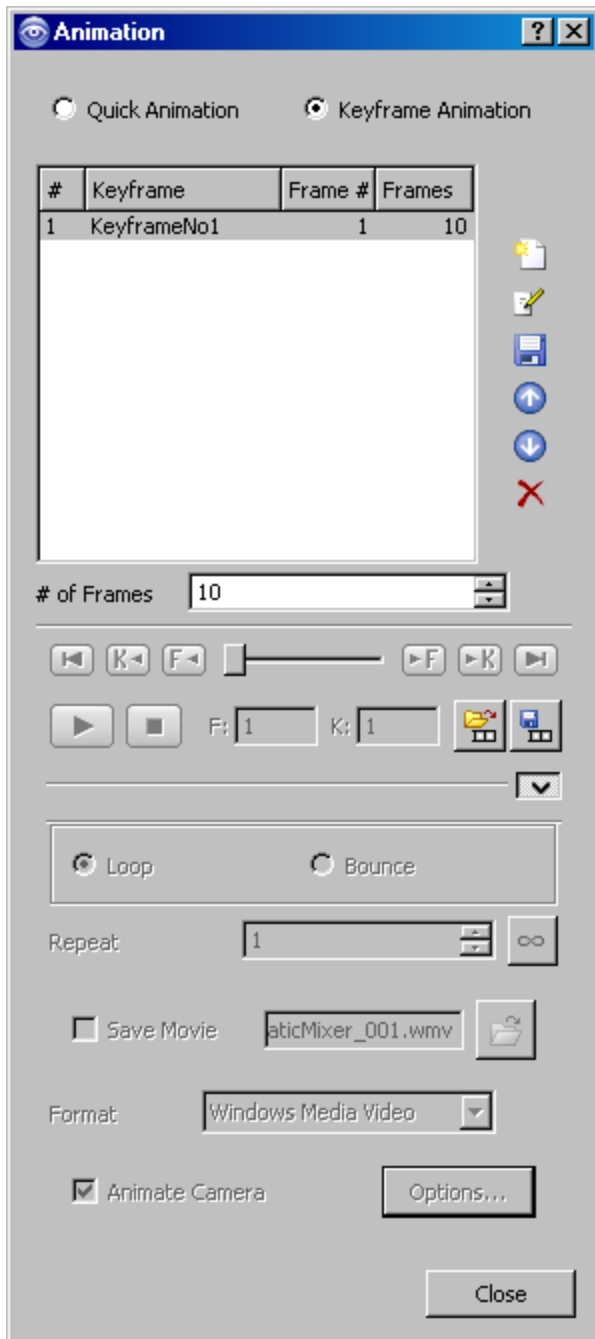 Animation
Quick Animation Keyframe Animation
# Keyframe Frame # Frames
1 KeyframeNo1 1 10
# of Frames 10
K F F K
F: 1 K: 1
Loop Bounce
Repeat 1 ∞
Save Movie aticMixer_001.wmv
Format Windows Media Video
Animate Camera Options...
Close